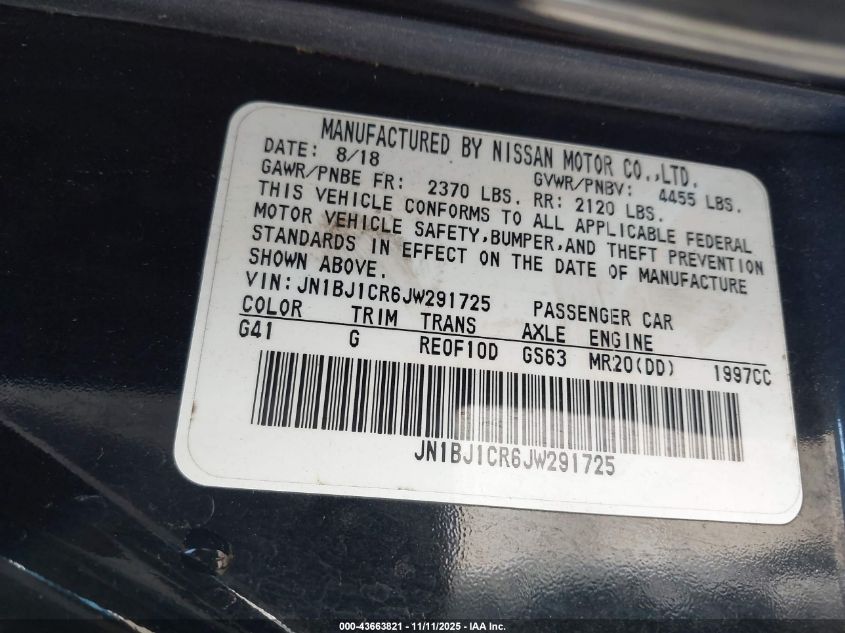 MANUFACTURED BY NISSAN MOTOR CO.,LTD.
DATE: 8/18 GVWR/PNBV: 4455 LBS.
GAWR/PNBE FR: 2370 LBS. RR: 2120 LBS.
THIS VEHICLE CONFORMS TO ALL APPLICABLE FEDERAL
MOTOR VEHICLE SAFETY,BUMPER,AND THEFT PREVENTION
STANDARDS IN EFFECT ON THE DATE OF MANUFACTURE
SHOWN ABOVE.
VIN:JN1BJ1CR6JW291725 PASSENGER CAR
COLOR TRIM TRANS AXLE ENGINE
G41 G RE0F10D GS63 MR20(DD) 1997CC
JN1BJ1CR6JW291725
000-43663821 - 11/11/2025 - IAA Inc.